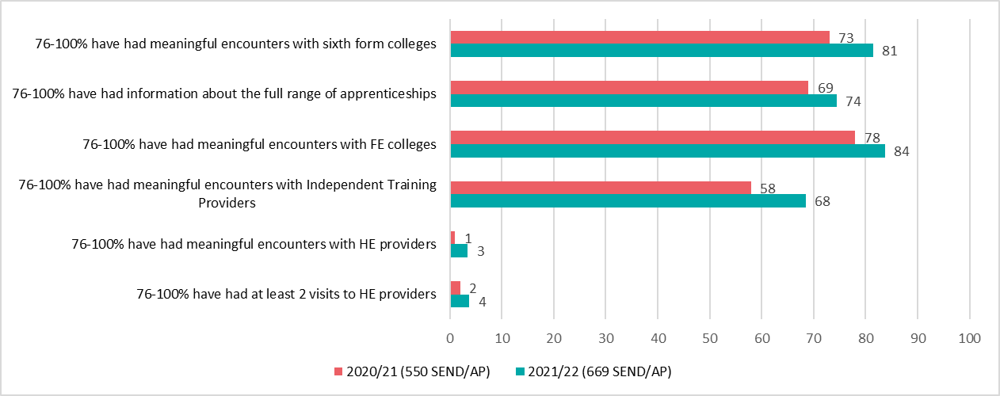 76-100% have had meaningful encounters with sixth form colleges
73
81
76-100% have had information about the full range of apprenticeships
69
74
76-100% have had meaningful encounters with FE colleges
78
84
76-100% have had meaningful encounters with Independent Training
Providers
58
68
76-100% have had meaningful encounters with HE providers
1
3
76-100% have had at least 2 visits to HE providers
2
4
0 10 20 30 40 50 60 70 80 90 100
2020/21 (550 SEND/AP) 2021/22 (669 SEND/AP)